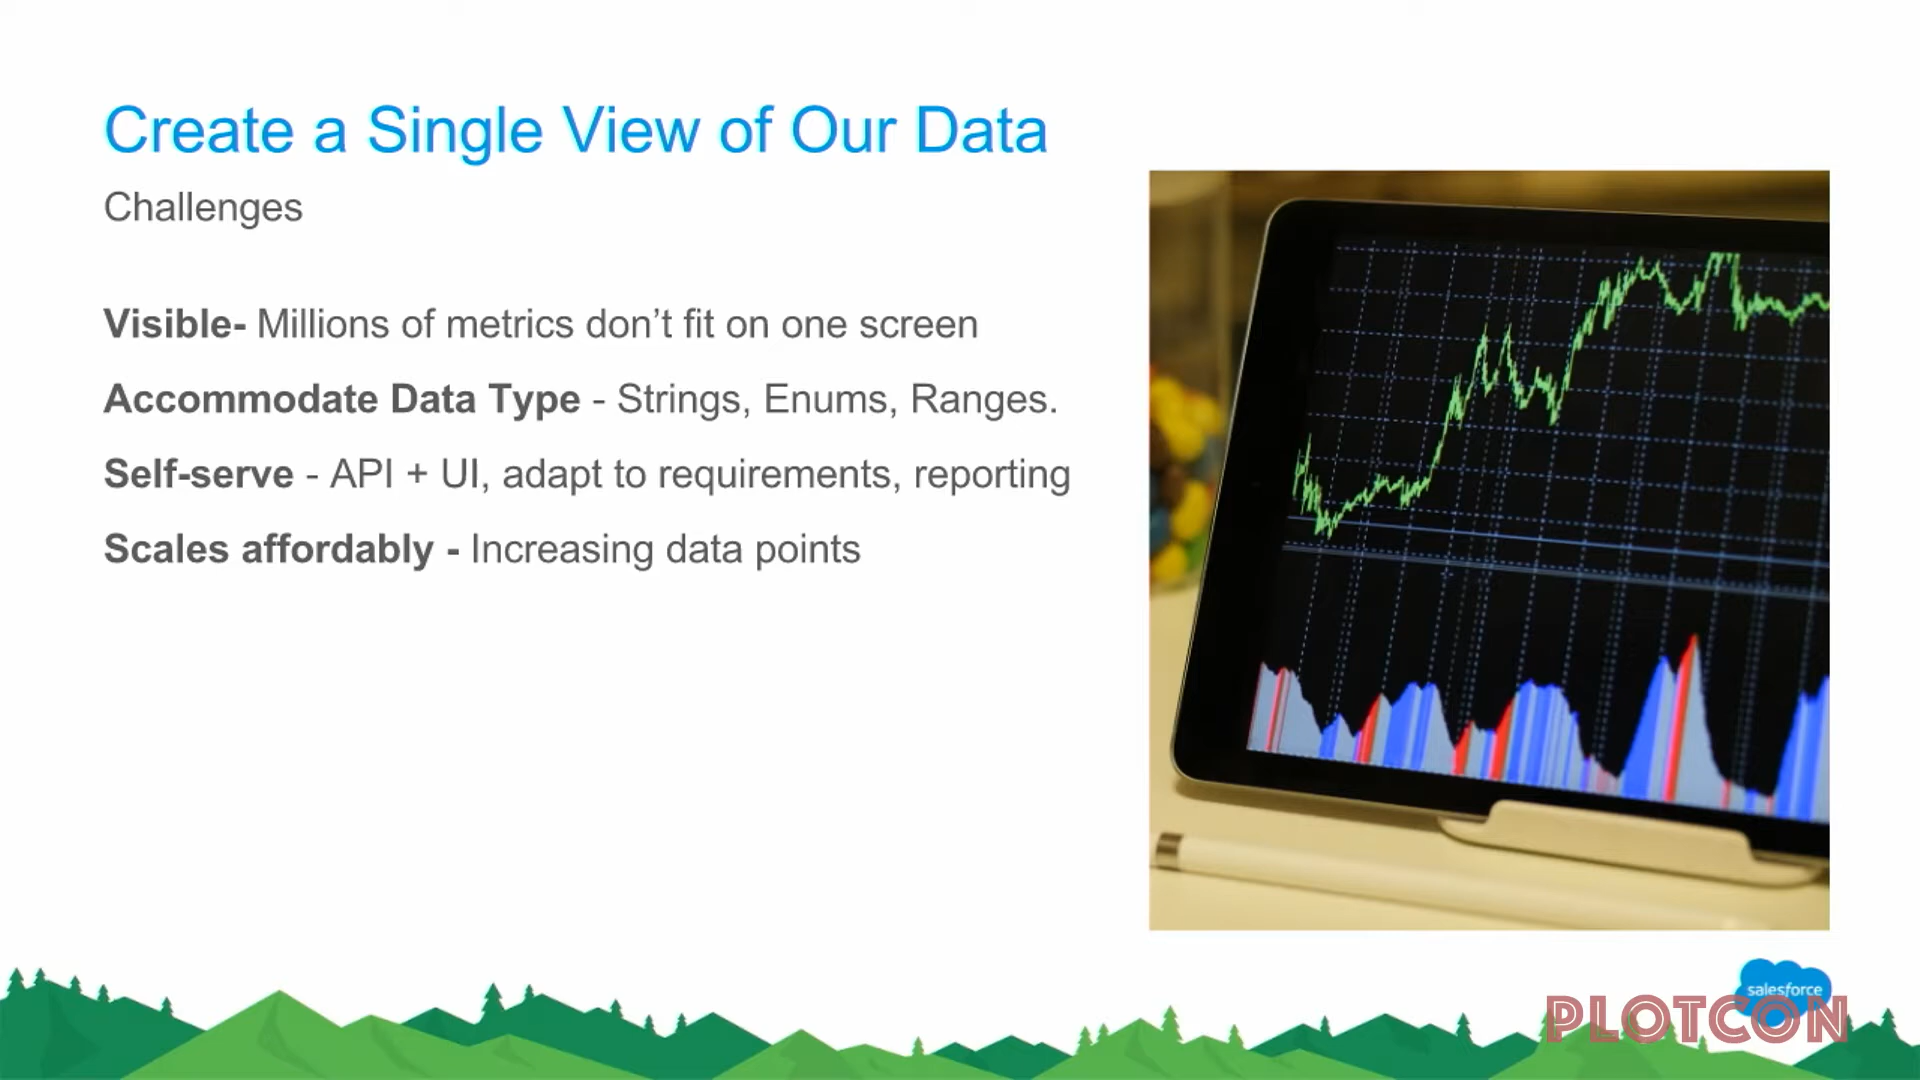 Create a Single View of Our Data
Challenges
Visible- Millions of metrics don’t fit on one screen
Accommodate Data Type - Strings, Enums, Ranges.
Self-serve - API + UI, adapt to requirements, reporting
Scales affordably - Increasing data points
salesforce
PLOTCON